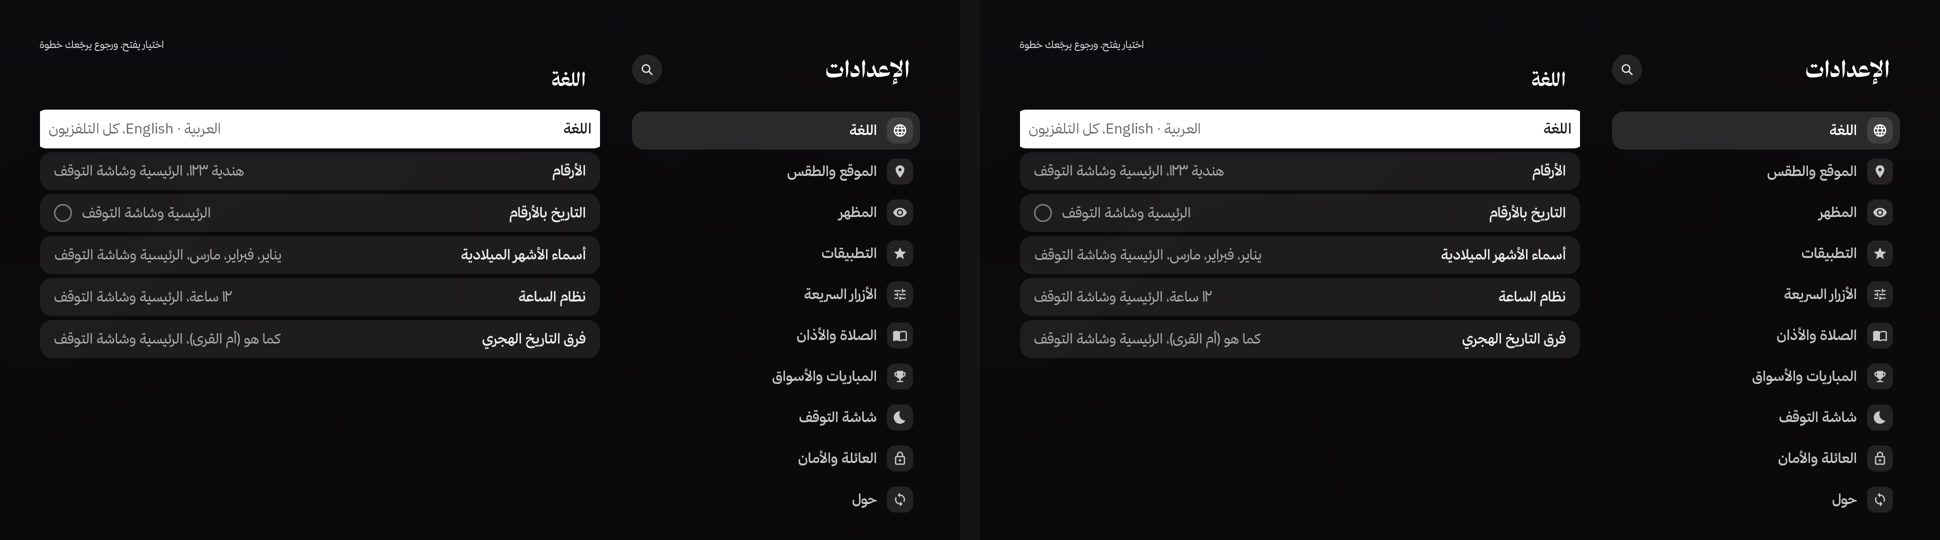 الإعدادات
اللغة
الموقع والطقس
المظهر
التطبيقات
الأزرار السريعة
الصلاة والأذان
المباريات والأسواق
شاشة التوقف
العائلة والأمان
حول
اختيار يفتح، ورجوع يرجّعك خطوة
اللغة
اللغة العربية · English. كل التلفزيون
الأرقام هندية ١٢٣. الرئيسية وشاشة التوقف
التاريخ بالأرقام الرئيسية وشاشة التوقف
أسماء الأشهر الميلادية يناير، فبراير، مارس. الرئيسية وشاشة التوقف
نظام الساعة ١٢ ساعة. الرئيسية وشاشة التوقف
فرق التاريخ الهجري كما هو (أم القرى). الرئيسية وشاشة التوقف
الإعدادات
اللغة
الموقع والطقس
المظهر
التطبيقات
الأزرار السريعة
الصلاة والأذان
المباريات والأسواق
شاشة التوقف
العائلة والأمان
حول
اختيار يفتح، ورجوع يرجّعك خطوة
اللغة
اللغة العربية · English. كل التلفزيون
الأرقام هندية ١٢٣. الرئيسية وشاشة التوقف
التاريخ بالأرقام الرئيسية وشاشة التوقف
أسماء الأشهر الميلادية يناير، فبراير، مارس. الرئيسية وشاشة التوقف
نظام الساعة ١٢ ساعة. الرئيسية وشاشة التوقف
فرق التاريخ الهجري كما هو (أم القرى). الرئيسية وشاشة التوقف